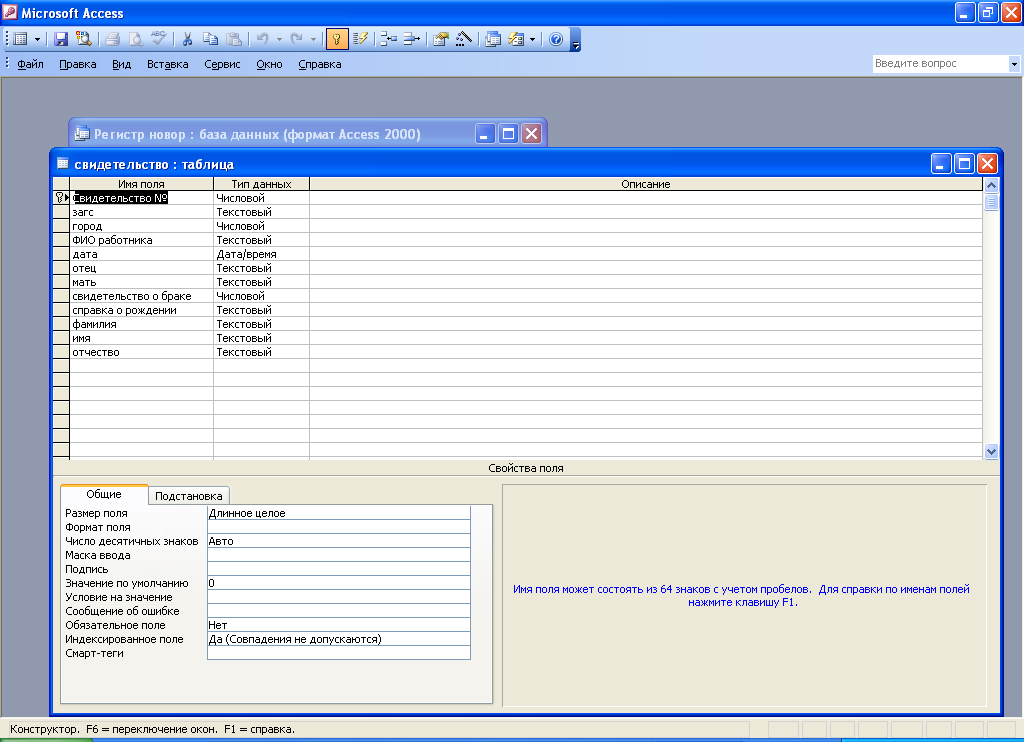 Microsoft Access
Файл Правка Вид Вставка Сервис Окно Справка Введите вопрос
Регистр новор : база данных (формат Access 2000)
свидетельство : таблица
Имя поля Тип данных Описание
Свидетельство № Числовой
загс Текстовый
город Числовой
ФИО работника Текстовый
дата Дата/время
отец Текстовый
мать Текстовый
свидетельство о браке Числовой
справка о рождении Текстовый
фамилия Текстовый
имя Текстовый
отчество Текстовый
Свойства поля
Общие Подстановка
Размер поля Длинное целое
Формат поля
Число десятичных знаков Авто
Маска ввода
Подпись
Значение по умолчанию 0
Условие на значение
Сообщение об ошибке
Обязательное поле Нет
Индексированное поле Да (Совпадения не допускаются)
Смарт-теги
Имя поля может состоять из 64 знаков с учетом пробелов. Для справки по именам полей
нажмите клавишу F1.
Конструктор. F6 = переключение окон. F1 = справка.